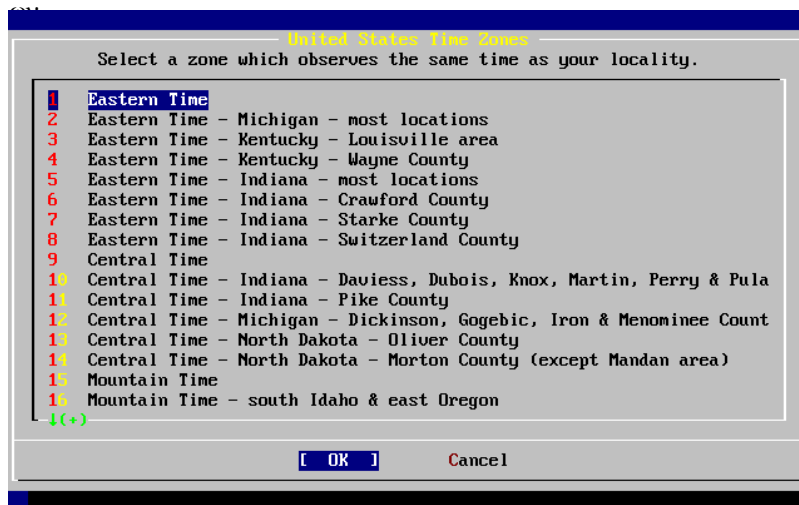 United States Time Zones
Select a zone which observes the same time as your locality.
1 Eastern Time
2 Eastern Time - Michigan - most locations
3 Eastern Time - Kentucky - Louisville area
4 Eastern Time - Kentucky - Wayne County
5 Eastern Time - Indiana - most locations
6 Eastern Time - Indiana - Crawford County
7 Eastern Time - Indiana - Starke County
8 Eastern Time - Indiana - Switzerland County
9 Central Time
10 Central Time - Indiana - Daviess, Dubois, Knox, Martin, Perry & Pula
11 Central Time - Indiana - Pike County
12 Central Time - Michigan - Dickinson, Gogebic, Iron & Menominee Count
13 Central Time - North Dakota - Oliver County
14 Central Time - North Dakota - Morton County (except Mandan area)
15 Mountain Time
16 Mountain Time - south Idaho & east Oregon
↓(+)
[ OK ] Cancel